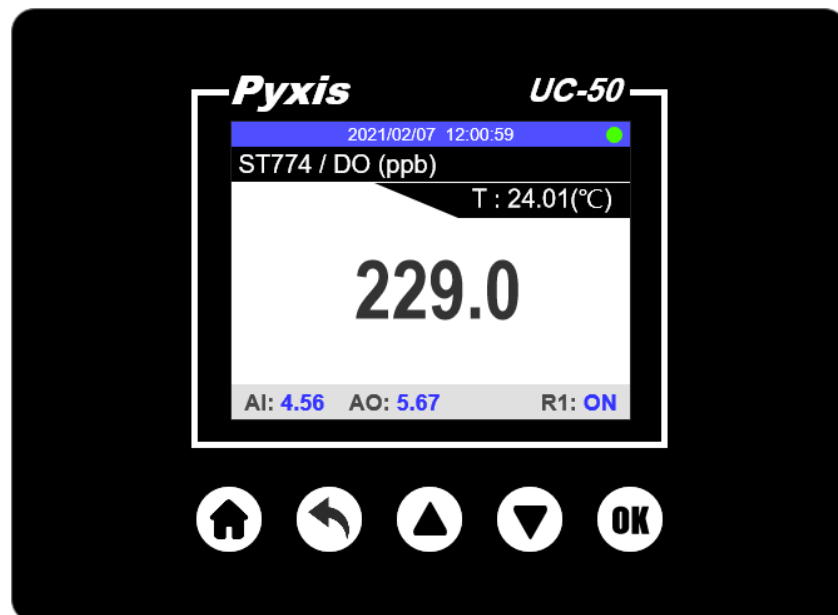 Pyxis UC-50
2021/02/07 12:00:59
ST774 / DO (ppb)
T : 24.01(℃)
229.0
AI: 4.56 AO: 5.67 R1: ON
OK